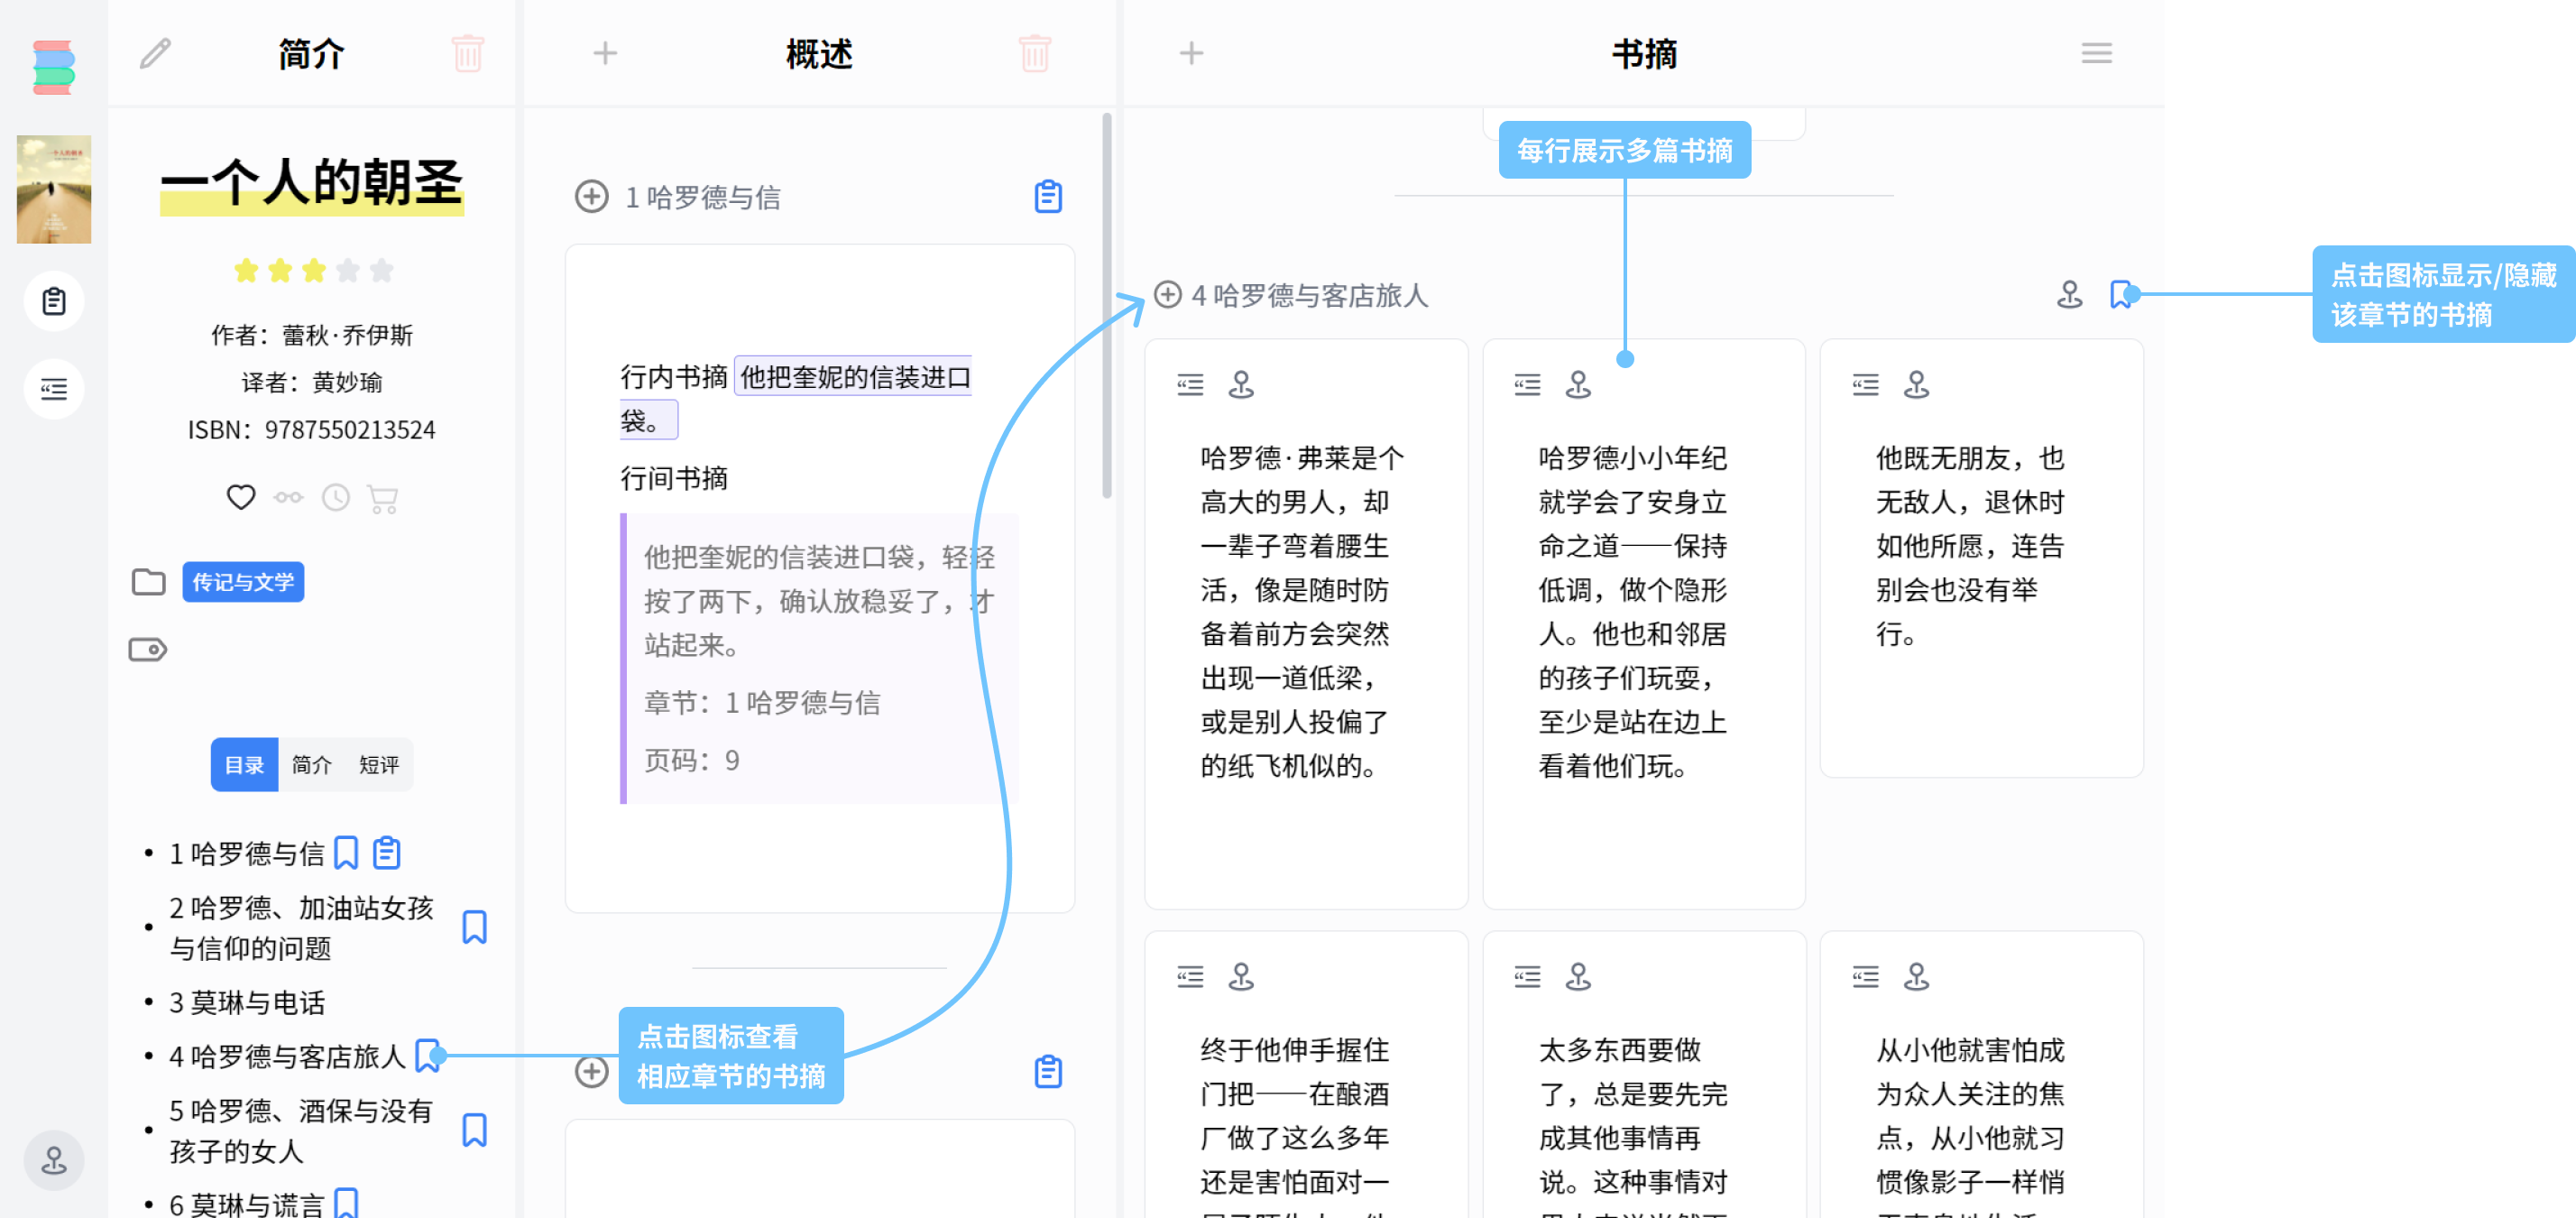 简介
一个人的朝圣
作者：蕾秋·乔伊斯
译者：黄妙瑜
ISBN：9787550213524
传记与文学
目录
简介
短评
1 哈罗德与信
2 哈罗德、加油站女孩
与信仰的问题
3 莫琳与电话
4 哈罗德与客店旅人
5 哈罗德、酒保与没有
孩子的女人
6 莫琳与谎言
概述
1 哈罗德与信
行内书摘 他把奎妮的信装进口
袋。
行间书摘
他把奎妮的信装进口袋，轻轻
按了两下，确认放稳妥了，才
站起来。
章节：1 哈罗德与信
页码：9
点击图标查看
相应章节的书摘
书摘
每行展示多篇书摘
4 哈罗德与客店旅人
点击图标显示/隐藏
该章节的书摘
哈罗德·弗莱是个
高大的男人，却
一辈子弯着腰生
活，像是随时防
备着前方会突然
出现一道低梁，
或是别人投偏了
的纸飞机似的。
哈罗德小小年纪
就学会了安身立
命之道——保持
低调，做个隐形
人。他也和邻居
的孩子们玩耍，
至少是站在边上
看着他们玩。
他既无朋友，也
无敌人，退休时
如他所愿，连告
别会也没有举
行。
终于他伸手握住
门把——在酿酒
厂做了这么多年
还是害怕面对一
太多东西要做
了，总是要先完
成其他事情再
说。这种事情对
从小他就害怕成
为众人关注的焦
点，从小他就习
惯像影子一样悄